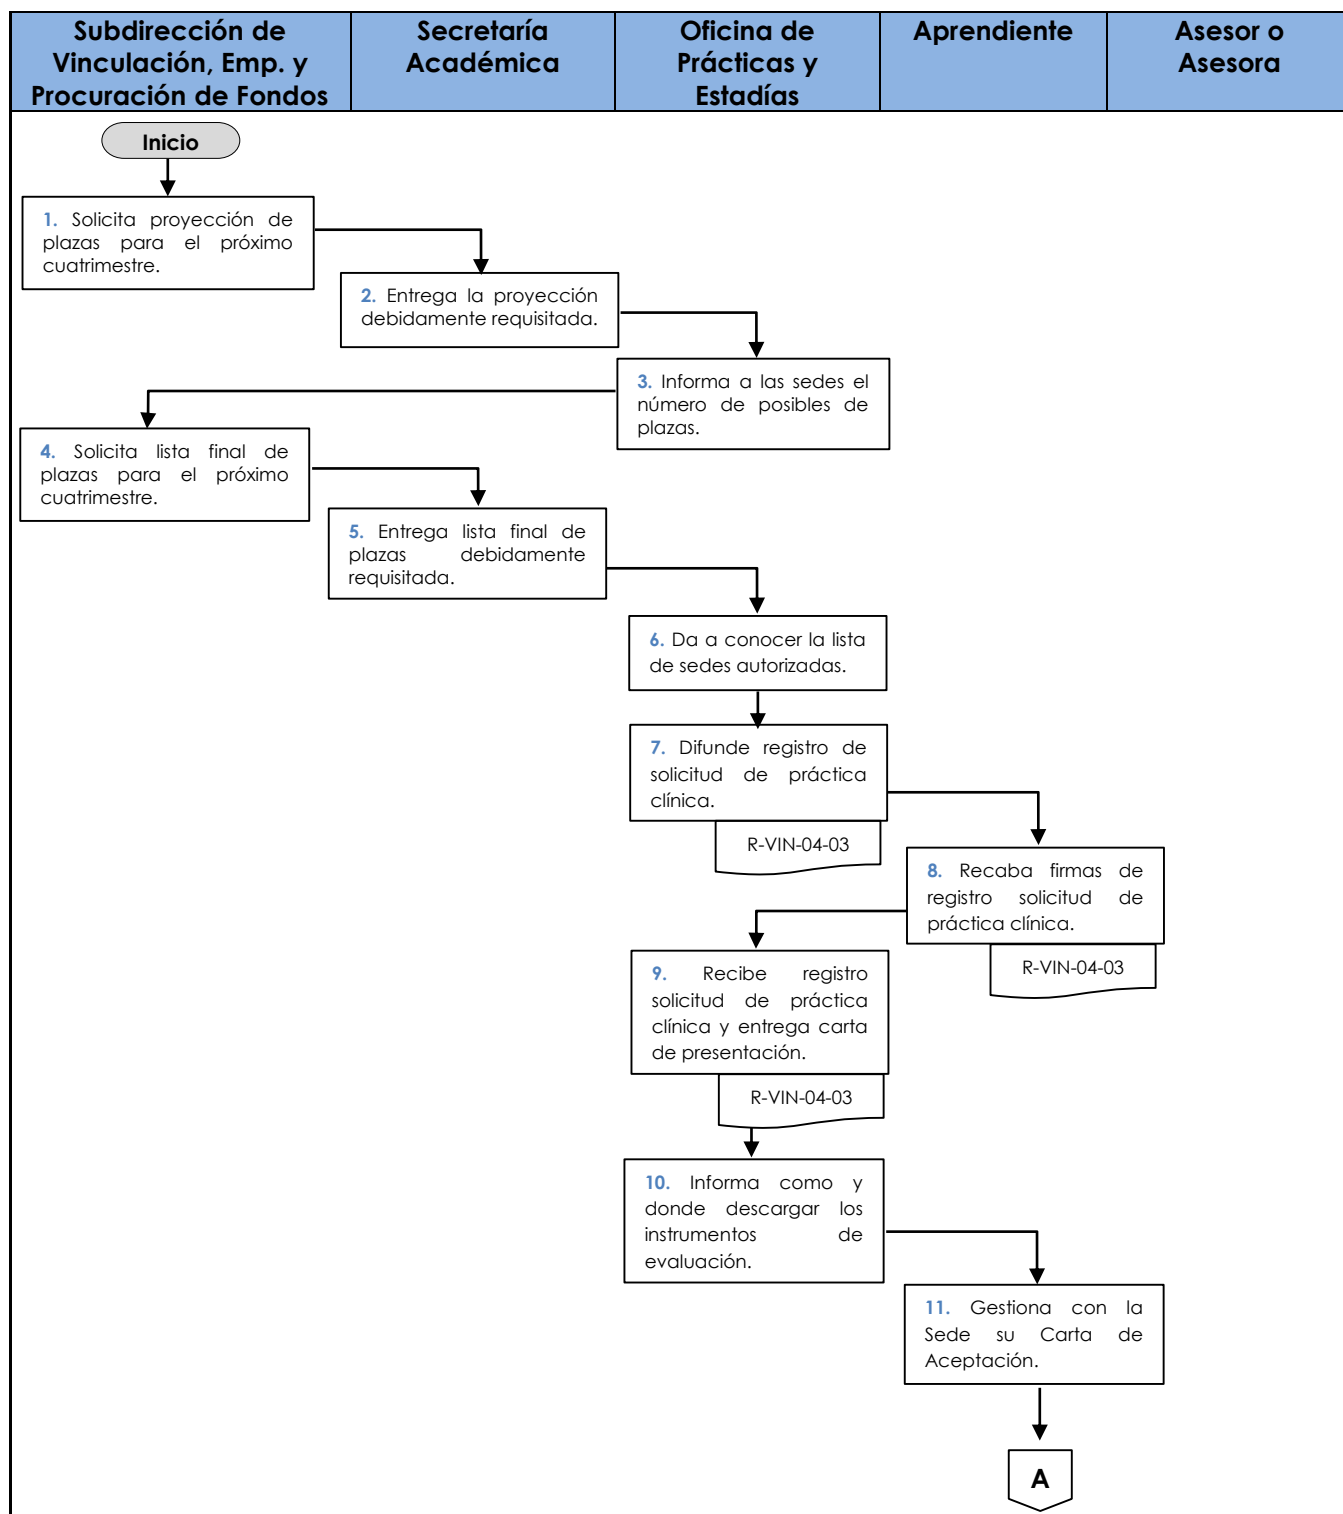 Subdirección de
Vinculación, Emp. y
Procuración de Fondos
Secretaría
Académica
Oficina de
Prácticas y
Estadías
Aprendiente
Asesor o
Asesora
Inicio
1. Solicita proyección de
plazas para el próximo
cuatrimestre.
2. Entrega la proyección
debidamente requisitada.
3. Informa a las sedes el
número de posibles de
plazas.
4. Solicita lista final de
plazas para el próximo
cuatrimestre.
5. Entrega lista final de
plazas debidamente
requisitada.
6. Da a conocer la lista
de sedes autorizadas.
7. Difunde registro de
solicitud de práctica
clínica.
R-VIN-04-03
8. Recaba firmas de
registro solicitud de
práctica clínica.
R-VIN-04-03
9. Recibe registro
solicitud de práctica
clínica y entrega carta
de presentación.
R-VIN-04-03
10. Informa como y
donde descargar los
instrumentos de
evaluación.
11. Gestiona con la
Sede su Carta de
Aceptación.
A